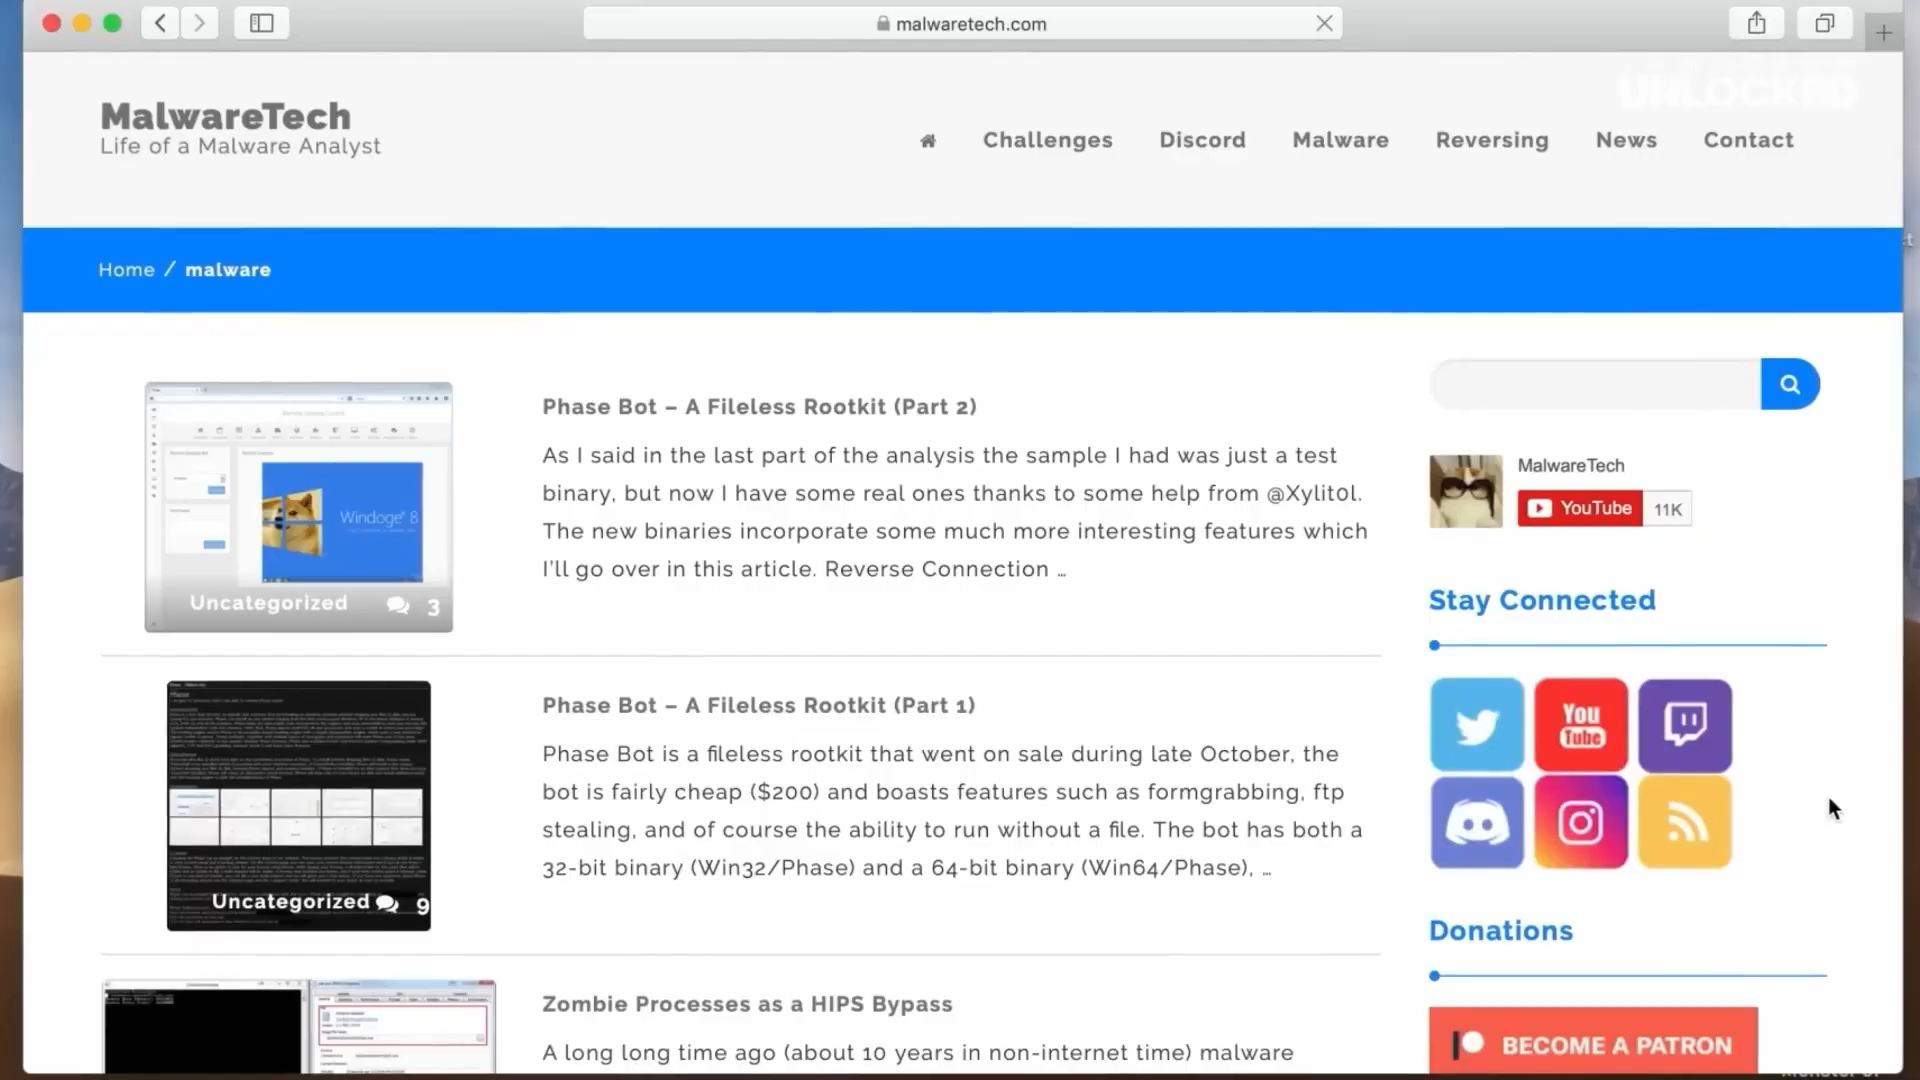 malwaretech.com
UNLOCKED
MalwareTech
Life of a Malware Analyst
Challenges
Discord
Malware
Reversing
News
Contact
Home / malware
Windoge® 8
Uncategorized 3
Phase Bot – A Fileless Rootkit (Part 2)
As I said in the last part of the analysis the sample I had was just a test
binary, but now I have some real ones thanks to some help from @Xylit0l.
The new binaries incorporate some much more interesting features which
I'll go over in this article. Reverse Connection …
Phase
Uncategorized 9
Phase Bot – A Fileless Rootkit (Part 1)
Phase Bot is a fileless rootkit that went on sale during late October, the
bot is fairly cheap ($200) and boasts features such as formgrabbing, ftp
stealing, and of course the ability to run without a file. The bot has both a
32-bit binary (Win32/Phase) and a 64-bit binary (Win64/Phase), …
Zombie Processes as a HIPS Bypass
A long long time ago (about 10 years in non-internet time) malware
MalwareTech
YouTube 11K
Stay Connected
You
Tube
Donations
BECOME A PATRON